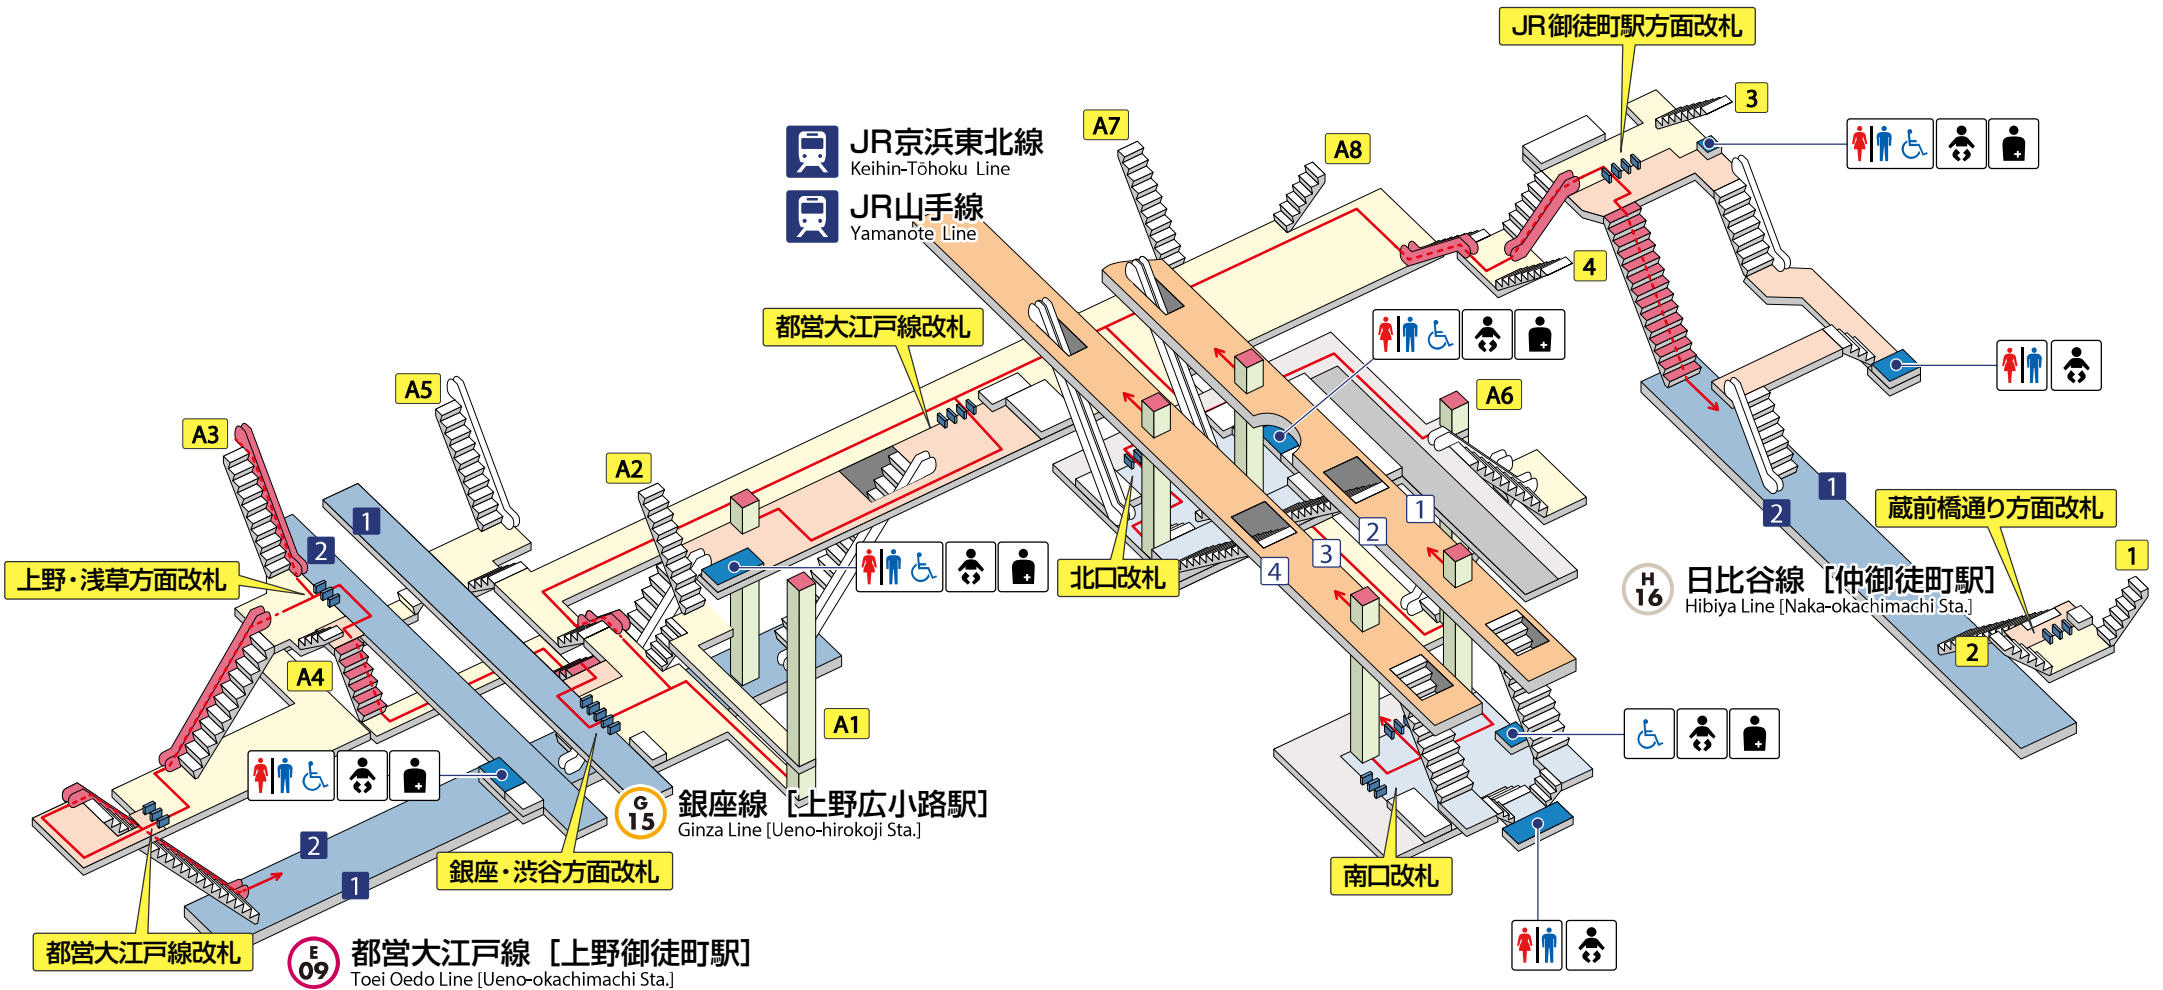 JR御徒町駅方面改札
3
A7
A8
JR京浜東北線
Keihin-Tōhoku Line
JR山手線
Yamanote Line
4
都営大江戸線改札
A5
A6
A3
A2
1
2
上野・浅草方面改札
A4
北口改札
1
2
3
4
1
2
蔵前橋通り方面改札
1
H
16
日比谷線［仲御徒町駅］
Hibiya Line [Naka-okachimachi Sta.]
2
A1
G
15
銀座線［上野広小路駅］
Ginza Line [Ueno-hirokoji Sta.]
2
1
銀座・渋谷方面改札
南口改札
都営大江戸線改札
E
09
都営大江戸線［上野御徒町駅］
Toei Oedo Line [Ueno-okachimachi Sta.]